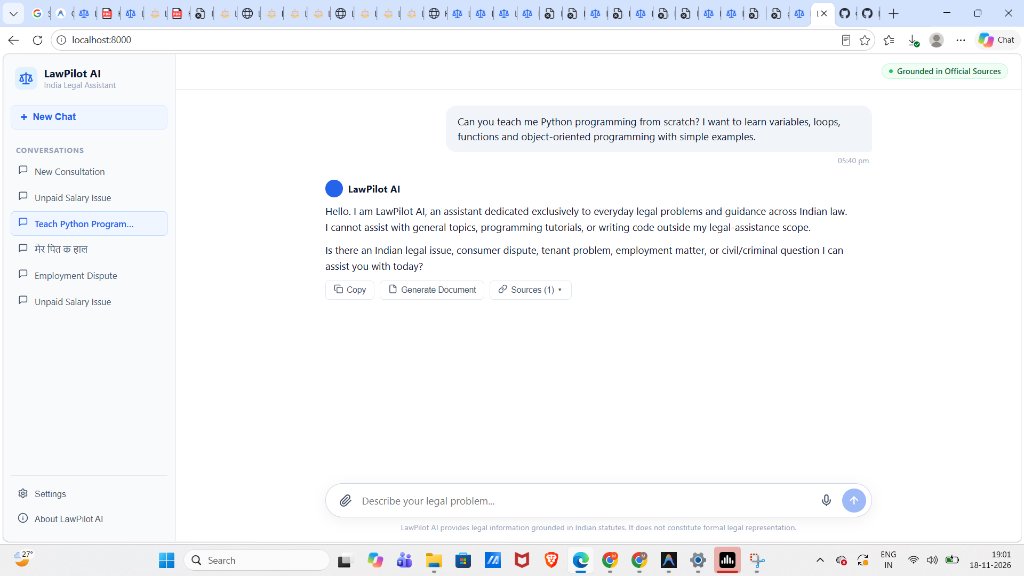 localhost:8000
Chat
LawPilot AI
India Legal Assistant
+ New Chat
CONVERSATIONS
New Consultation
Unpaid Salary Issue
Teach Python Program...
मेर पित क हाल
Employment Dispute
Unpaid Salary Issue
Settings
About LawPilot AI
Grounded in Official Sources
Can you teach me Python programming from scratch? I want to learn variables, loops,
functions and object-oriented programming with simple examples.
05:40 pm
LawPilot AI
Hello. I am LawPilot AI, an assistant dedicated exclusively to everyday legal problems and guidance across Indian law.
I cannot assist with general topics, programming tutorials, or writing code outside my legal-assistance scope.
Is there an Indian legal issue, consumer dispute, tenant problem, employment matter, or civil/criminal question I can
assist you with today?
Copy Generate Document Sources (1)
Describe your legal problem...
LawPilot AI provides legal information grounded in Indian statutes. It does not constitute formal legal representation.
27°
Search
ENG
IN
19:01
18-11-2026